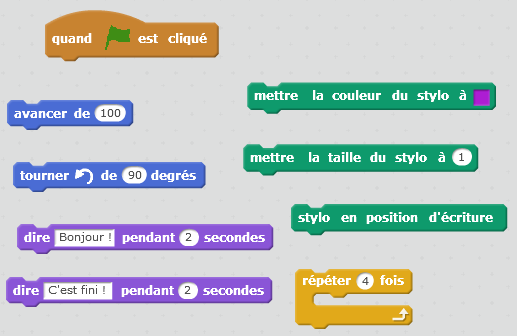 quand est cliqué
avancer de 100
tourner de 90 degrés
dire Bonjour ! pendant 2 secondes
dire C'est fini ! pendant 2 secondes
mettre la couleur du stylo à
mettre la taille du stylo à 1
stylo en position d'écriture
répéter 4 fois